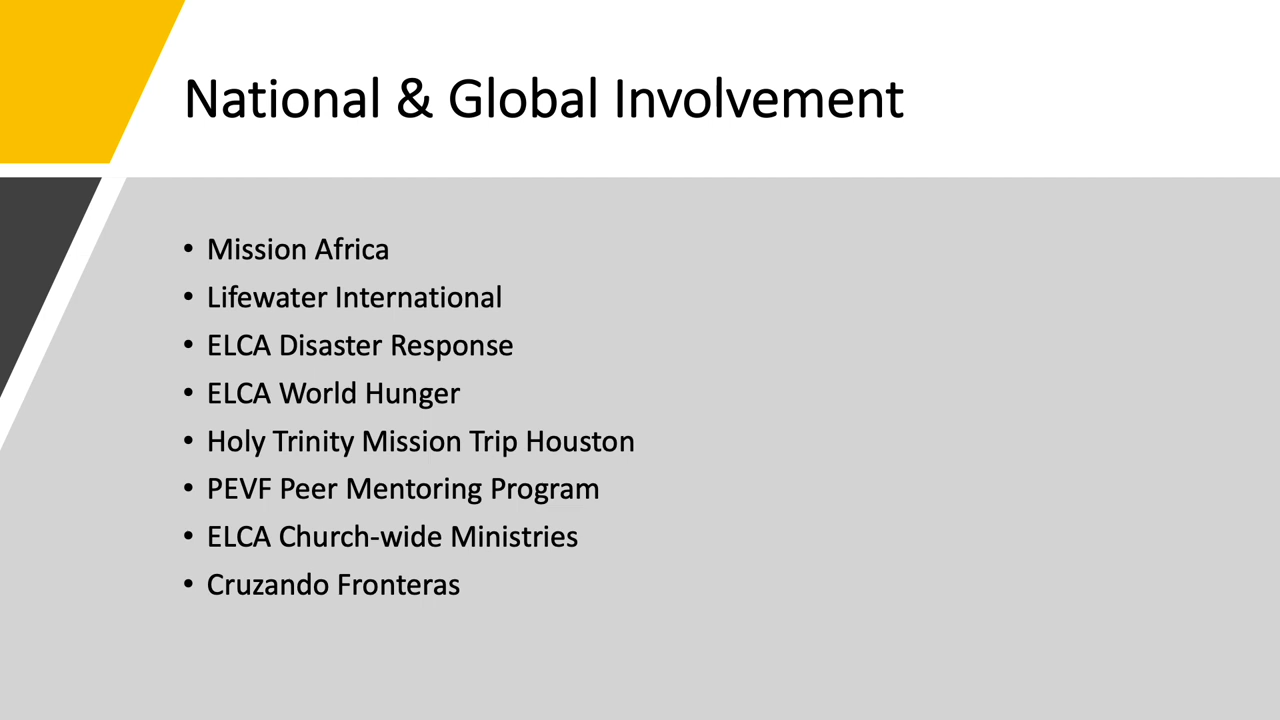 National & Global Involvement
• Mission Africa
• Lifewater International
• ELCA Disaster Response
• ELCA World Hunger
• Holy Trinity Mission Trip Houston
• PEVF Peer Mentoring Program
• ELCA Church-wide Ministries
• Cruzando Fronteras